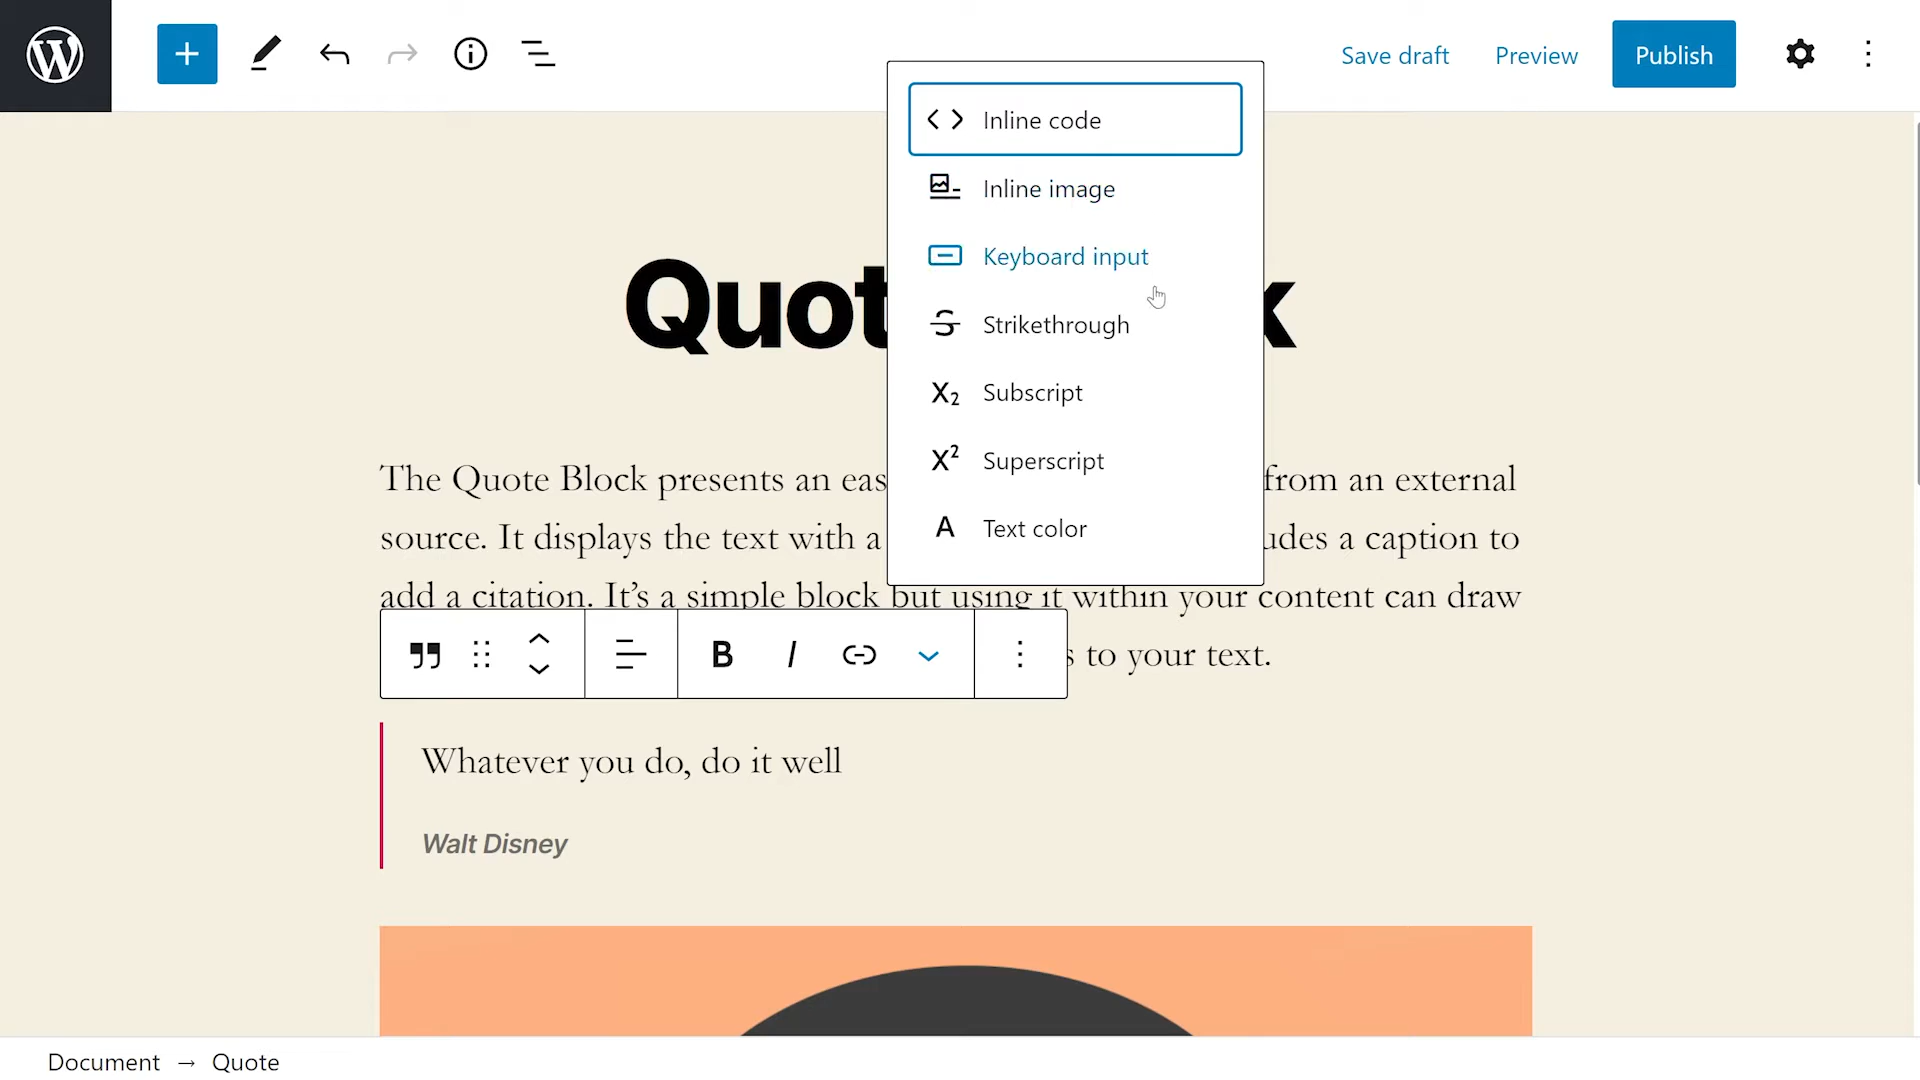 Save draft
Preview
Publish
Inline code
Inline image
Keyboard input
Strikethrough
Subscript
Superscript
A Text color
The Quote Block presents an eas from an external
source. It displays the text with a udes a caption to
add a citation. It's a simple block but using it within your content can draw
s to your text.
B I
Whatever you do, do it well
Walt Disney
Document → Quote